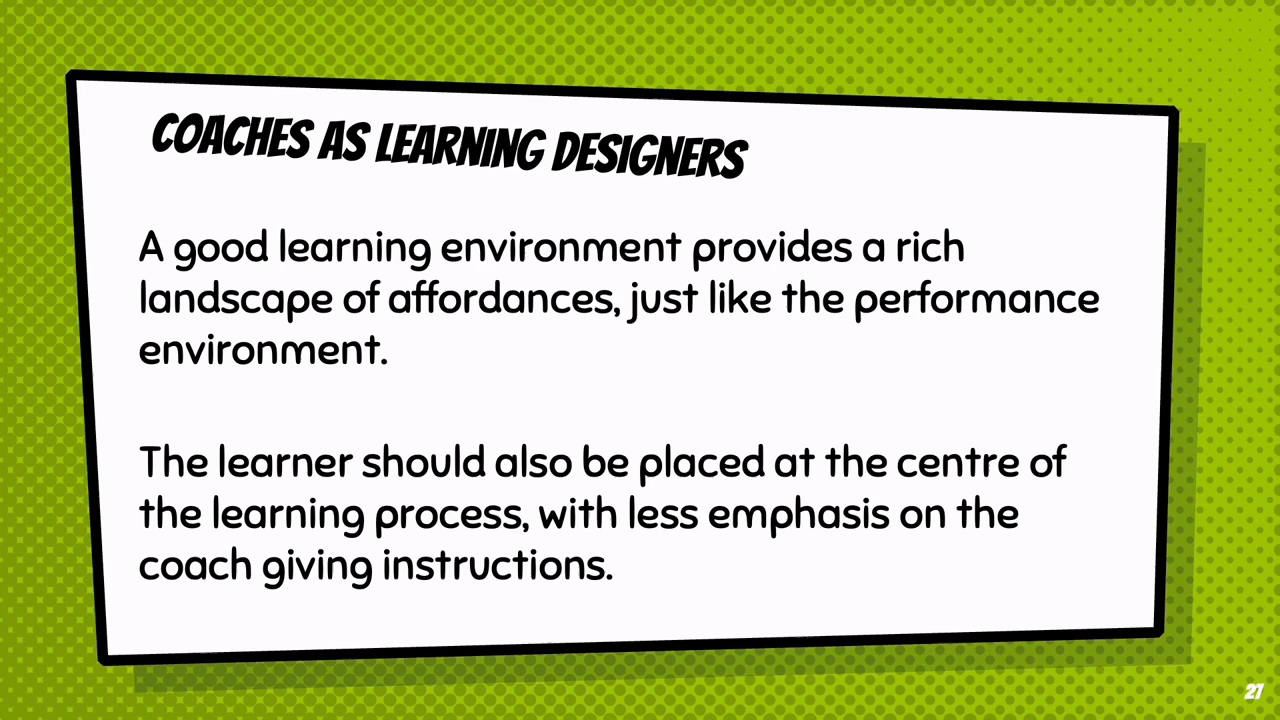 COACHES AS LEARNING DESIGNERS
A good learning environment provides a rich
landscape of affordances, just like the performance
environment.
The learner should also be placed at the centre of
the learning process, with less emphasis on the
coach giving instructions.
27